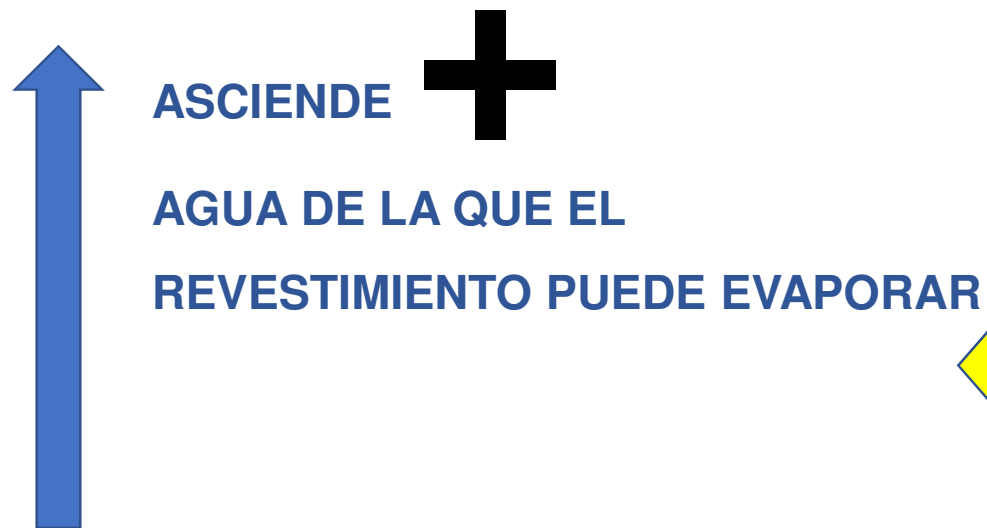 ASCIENDE
AGUA DE LA QUE EL
REVESTIMIENTO PUEDE EVAPORAR